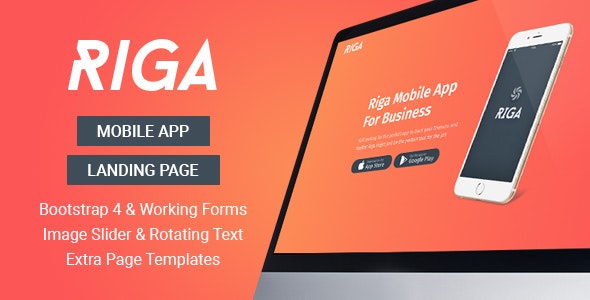 RIGA
MOBILE APP
LANDING PAGE
Bootstrap 4 & Working Forms
Image Slider & Rotating Text
Extra Page Templates
RIGA
Riga Mobile App
For Business
App Store
Google Play
RIGA